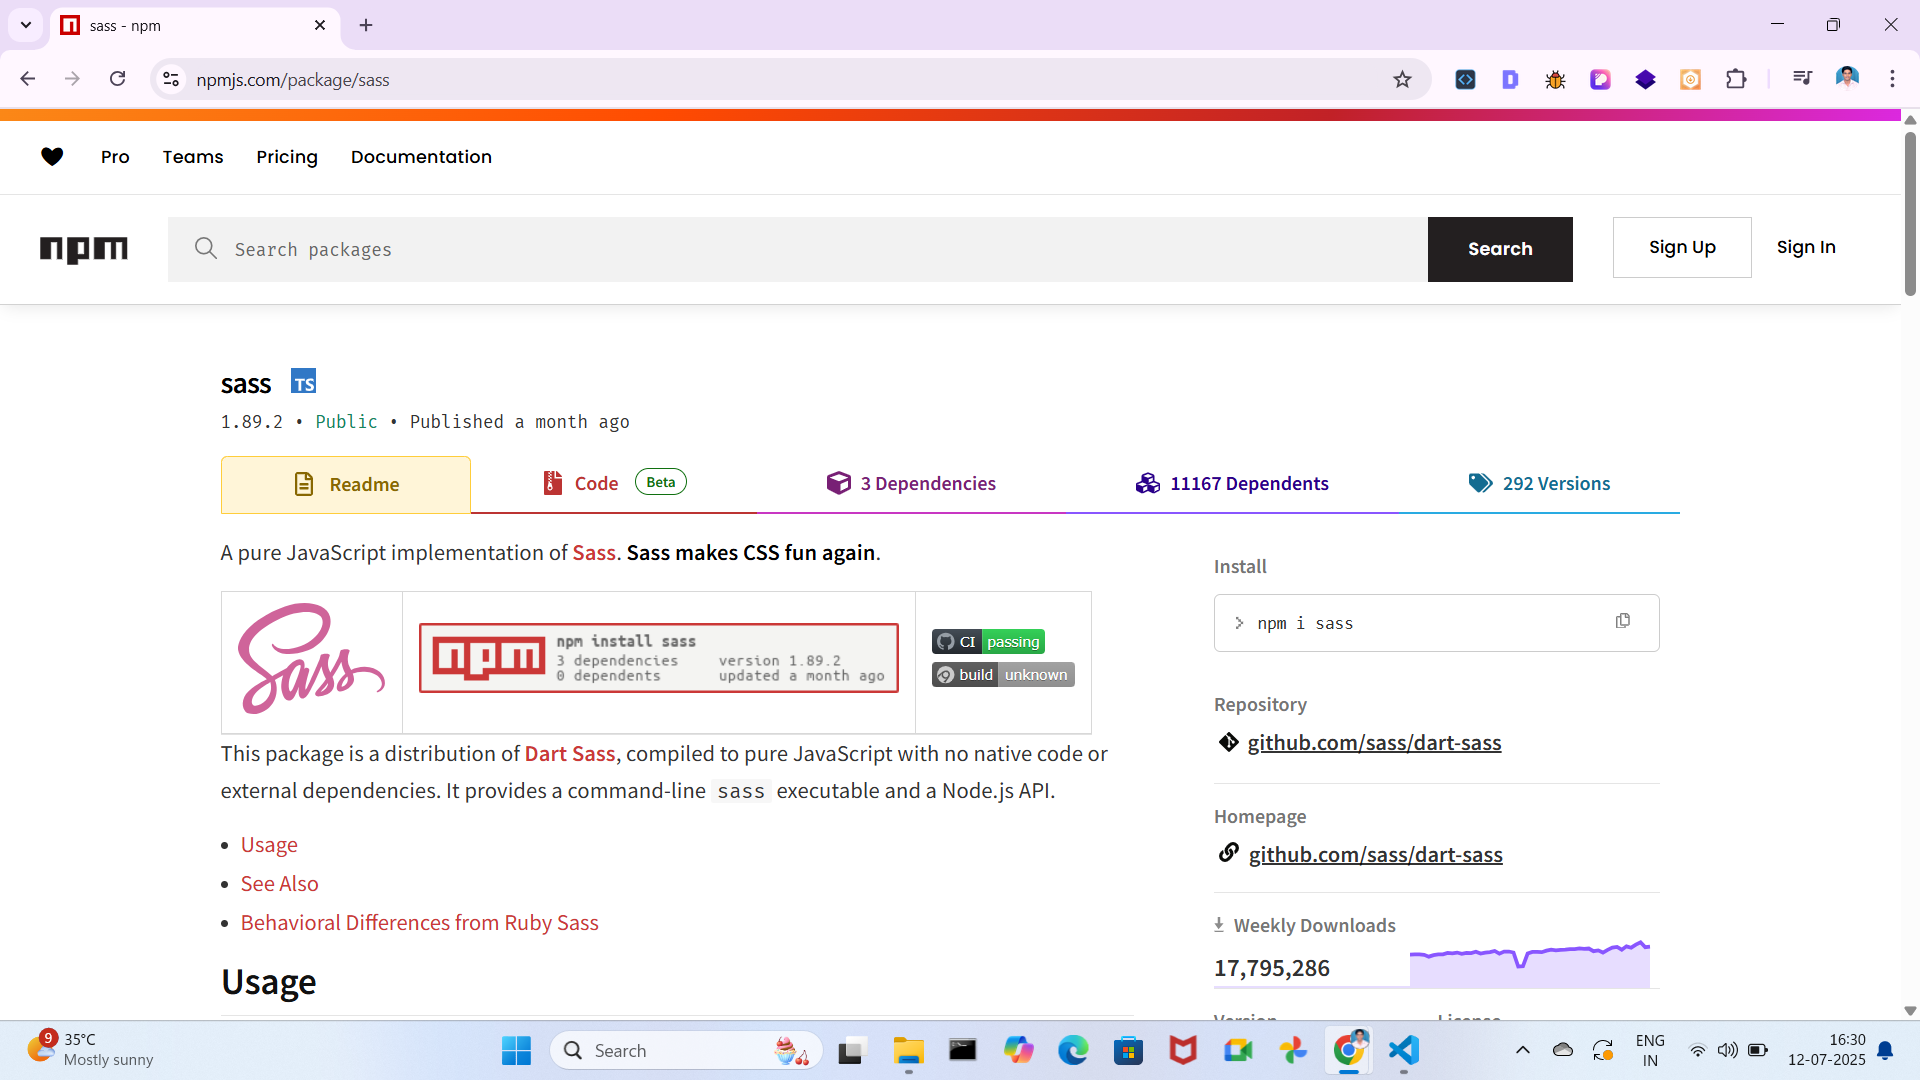 sass - npm
npmjs.com/package/sass
Pro Teams Pricing Documentation
npm Search packages Search Sign Up Sign In
sass TS
1.89.2 • Public • Published a month ago
Readme Code Beta 3 Dependencies 11167 Dependents 292 Versions
A pure JavaScript implementation of Sass. Sass makes CSS fun again.
Sass
npm
npm install sass
3 dependencies version 1.89.2
0 dependents updated a month ago
CI passing
build unknown
This package is a distribution of Dart Sass, compiled to pure JavaScript with no native code or
external dependencies. It provides a command-line sass executable and a Node.js API.
• Usage
• See Also
• Behavioral Differences from Ruby Sass
Usage
Install
> npm i sass
Repository
github.com/sass/dart-sass
Homepage
github.com/sass/dart-sass
Weekly Downloads
17,795,286
Version License
9 35°C
Mostly sunny
Search
ENG
IN
16:30
12-07-2025